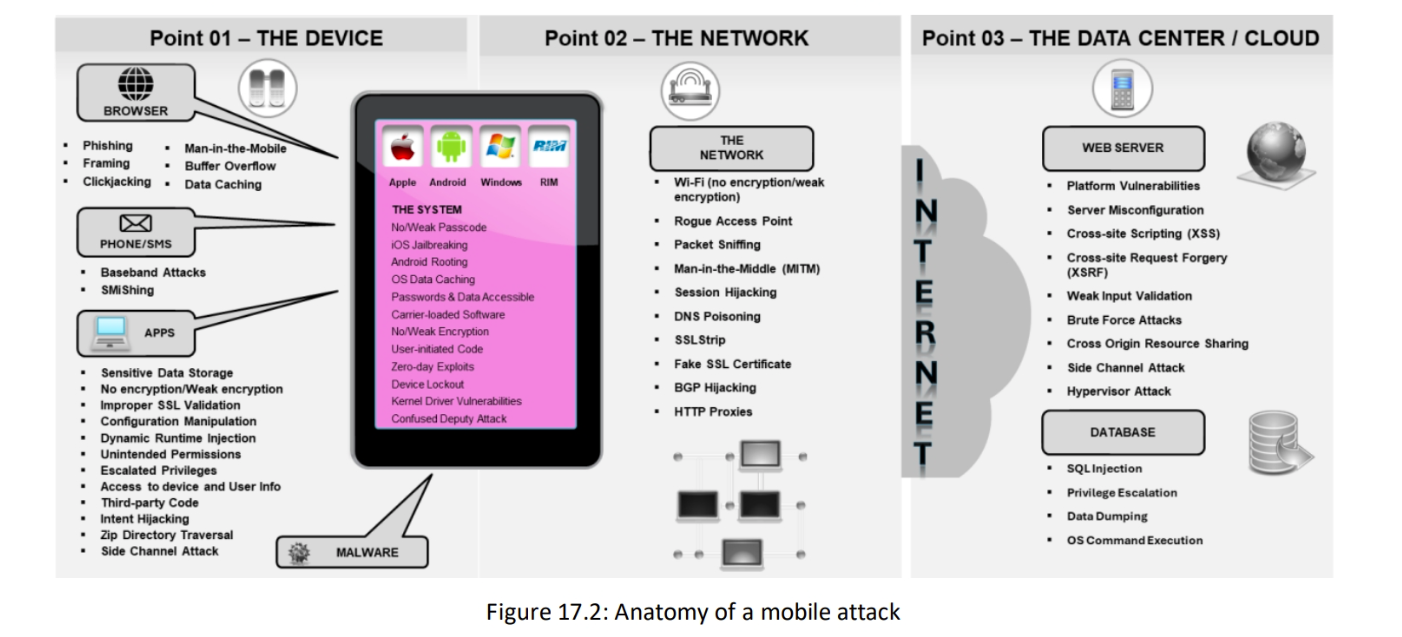 Point 01 – THE DEVICE
BROWSER
Phishing
Framing
Clickjacking
Man-in-the-Mobile
Buffer Overflow
Data Caching
PHONE/SMS
Baseband Attacks
SMiShing
APPS
Sensitive Data Storage
No encryption/Weak encryption
Improper SSL Validation
Configuration Manipulation
Dynamic Runtime Injection
Unintended Permissions
Escalated Privileges
Access to device and User Info
Third-party Code
Intent Hijacking
Zip Directory Traversal
Side Channel Attack
MALWARE
RIM
Apple Android Windows RIM
THE SYSTEM
No/Weak Passcode
iOS Jailbreaking
Android Rooting
OS Data Caching
Passwords & Data Accessible
Carrier-loaded Software
No/Weak Encryption
User-initiated Code
Zero-day Exploits
Device Lockout
Kernel Driver Vulnerabilities
Confused Deputy Attack
Point 02 – THE NETWORK
THE
NETWORK
Wi-Fi (no encryption/weak
encryption)
Rogue Access Point
Packet Sniffing
Man-in-the-Middle (MITM)
Session Hijacking
DNS Poisoning
SSLStrip
Fake SSL Certificate
BGP Hijacking
HTTP Proxies
INTERNET
Point 03 – THE DATA CENTER / CLOUD
WEB SERVER
Platform Vulnerabilities
Server Misconfiguration
Cross-site Scripting (XSS)
Cross-site Request Forgery
(XSRF)
Weak Input Validation
Brute Force Attacks
Cross Origin Resource Sharing
Side Channel Attack
Hypervisor Attack
DATABASE
SQL Injection
Privilege Escalation
Data Dumping
OS Command Execution
Figure 17.2: Anatomy of a mobile attack